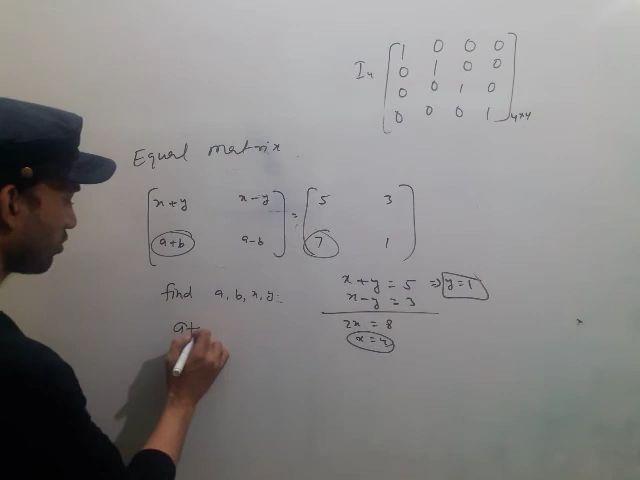 I₄ [1 0 0 0
0 1 0 0
0 0 1 0
0 0 0 1] 4×4
Equal matrix.
[x+y x-y] = [5 3]
[a+b a-b] [7 1]
find a, b, x, y
x+y = 5 ⇒ y=1
x-y = 3
2x = 8
x = 4
a+